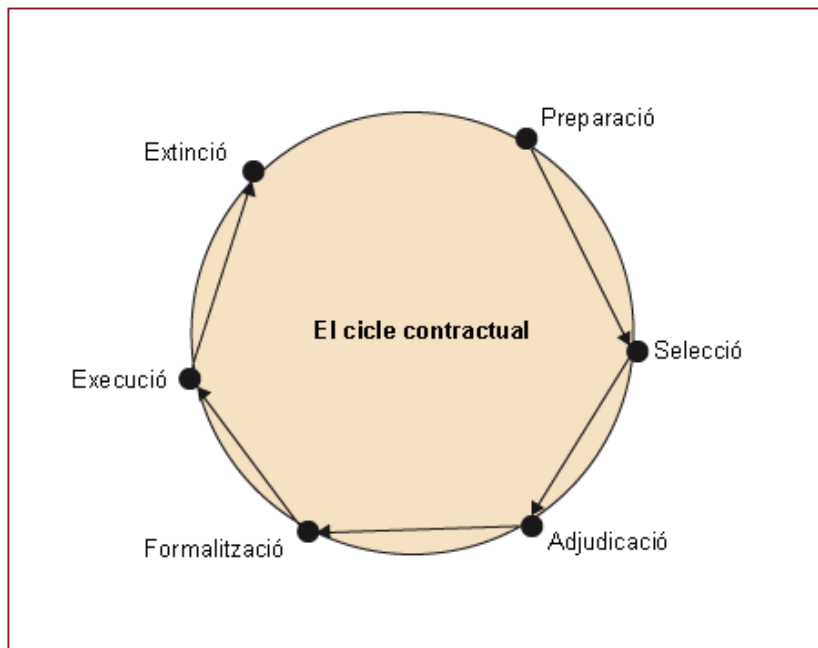 Preparació
Extinció
El cicle contractual
Selecció
Execució
Adjudicació
Formalització